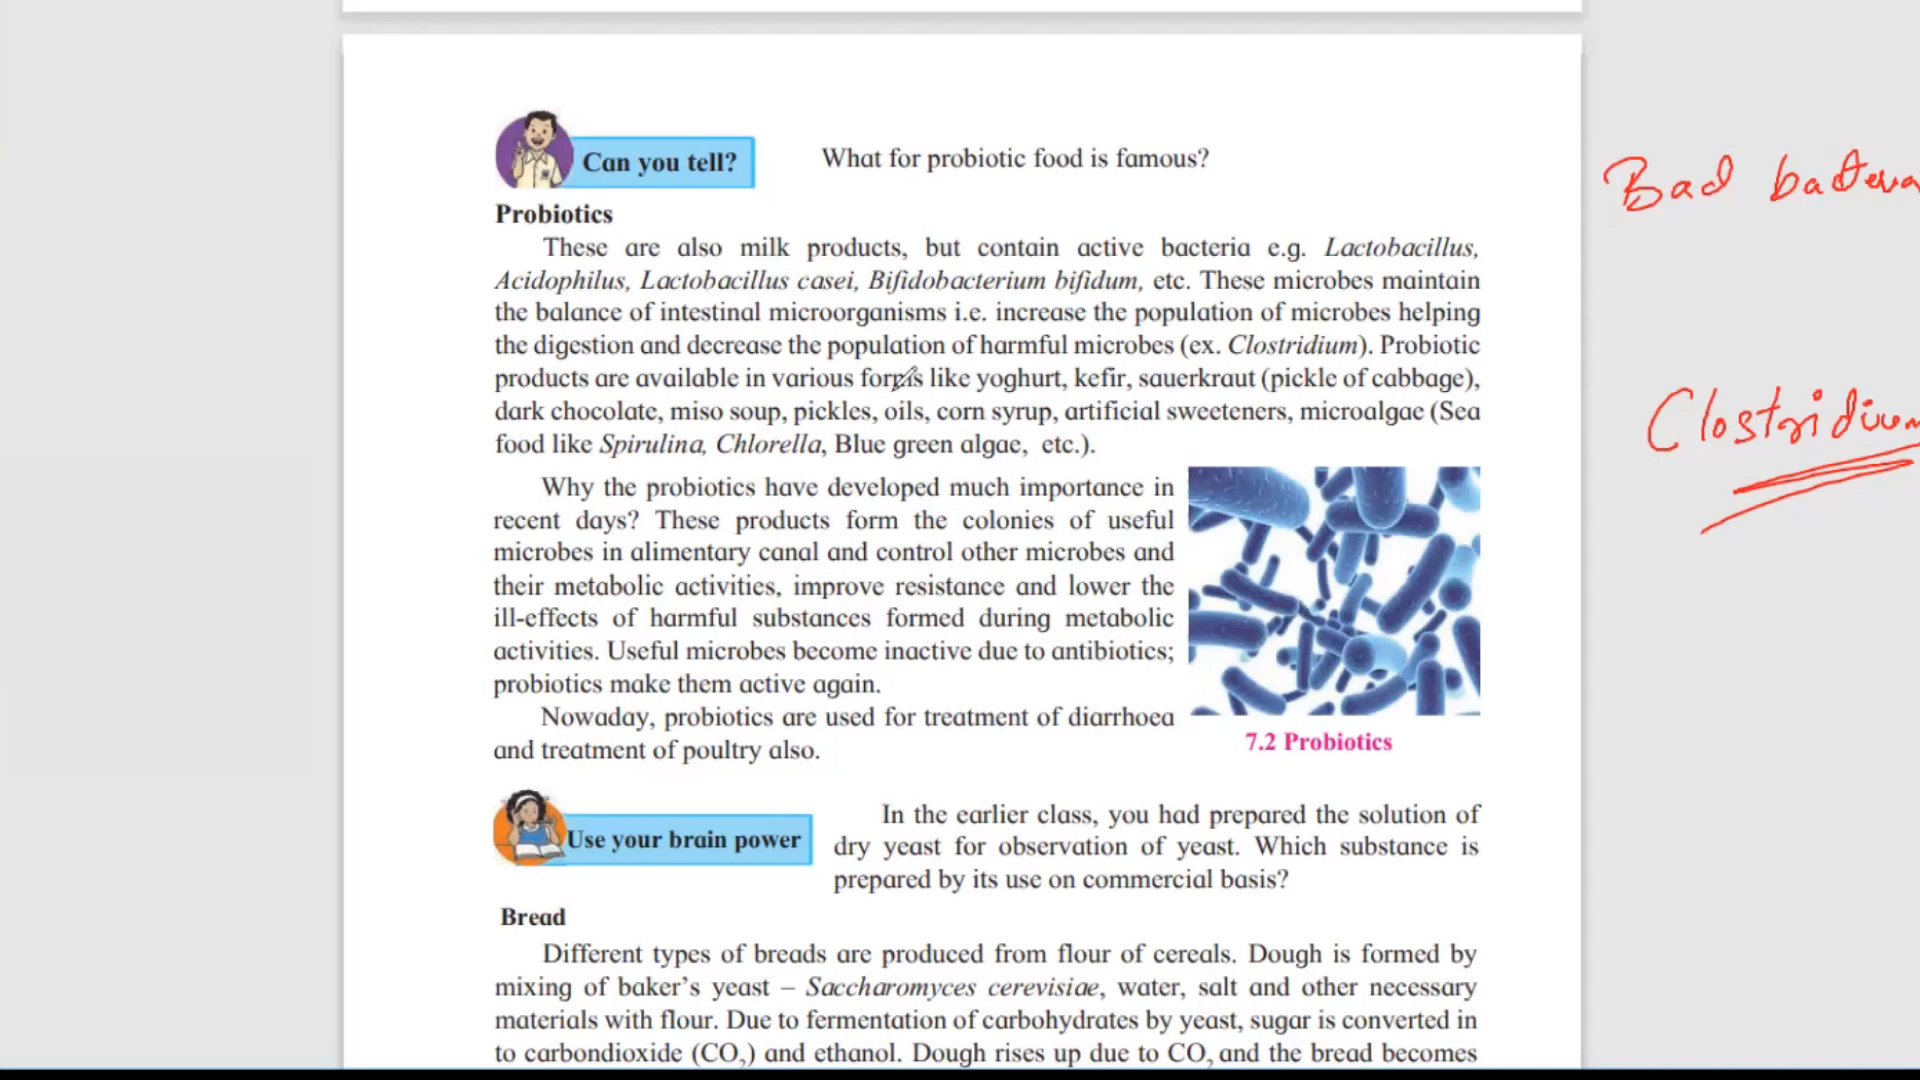 Can you tell?
What for probiotic food is famous?
Bad bacteria
Probiotics
These are also milk products, but contain active bacteria e.g. Lactobacillus,
Acidophilus, Lactobacillus casei, Bifidobacterium bifidum, etc. These microbes maintain
the balance of intestinal microorganisms i.e. increase the population of microbes helping
the digestion and decrease the population of harmful microbes (ex. Clostridium). Probiotic
products are available in various forms like yoghurt, kefir, sauerkraut (pickle of cabbage),
dark chocolate, miso soup, pickles, oils, corn syrup, artificial sweeteners, microalgae (Sea
food like Spirulina, Chlorella, Blue green algae, etc.).
Clostridium
Why the probiotics have developed much importance in
recent days? These products form the colonies of useful
microbes in alimentary canal and control other microbes and
their metabolic activities, improve resistance and lower the
ill-effects of harmful substances formed during metabolic
activities. Useful microbes become inactive due to antibiotics;
probiotics make them active again.
Nowaday, probiotics are used for treatment of diarrhoea
and treatment of poultry also.
7.2 Probiotics
Use your brain power
In the earlier class, you had prepared the solution of
dry yeast for observation of yeast. Which substance is
prepared by its use on commercial basis?
Bread
Different types of breads are produced from flour of cereals. Dough is formed by
mixing of baker's yeast – Saccharomyces cerevisiae, water, salt and other necessary
materials with flour. Due to fermentation of carbohydrates by yeast, sugar is converted in
to carbondioxide (CO₂) and ethanol. Dough rises up due to CO₂ and the bread becomes